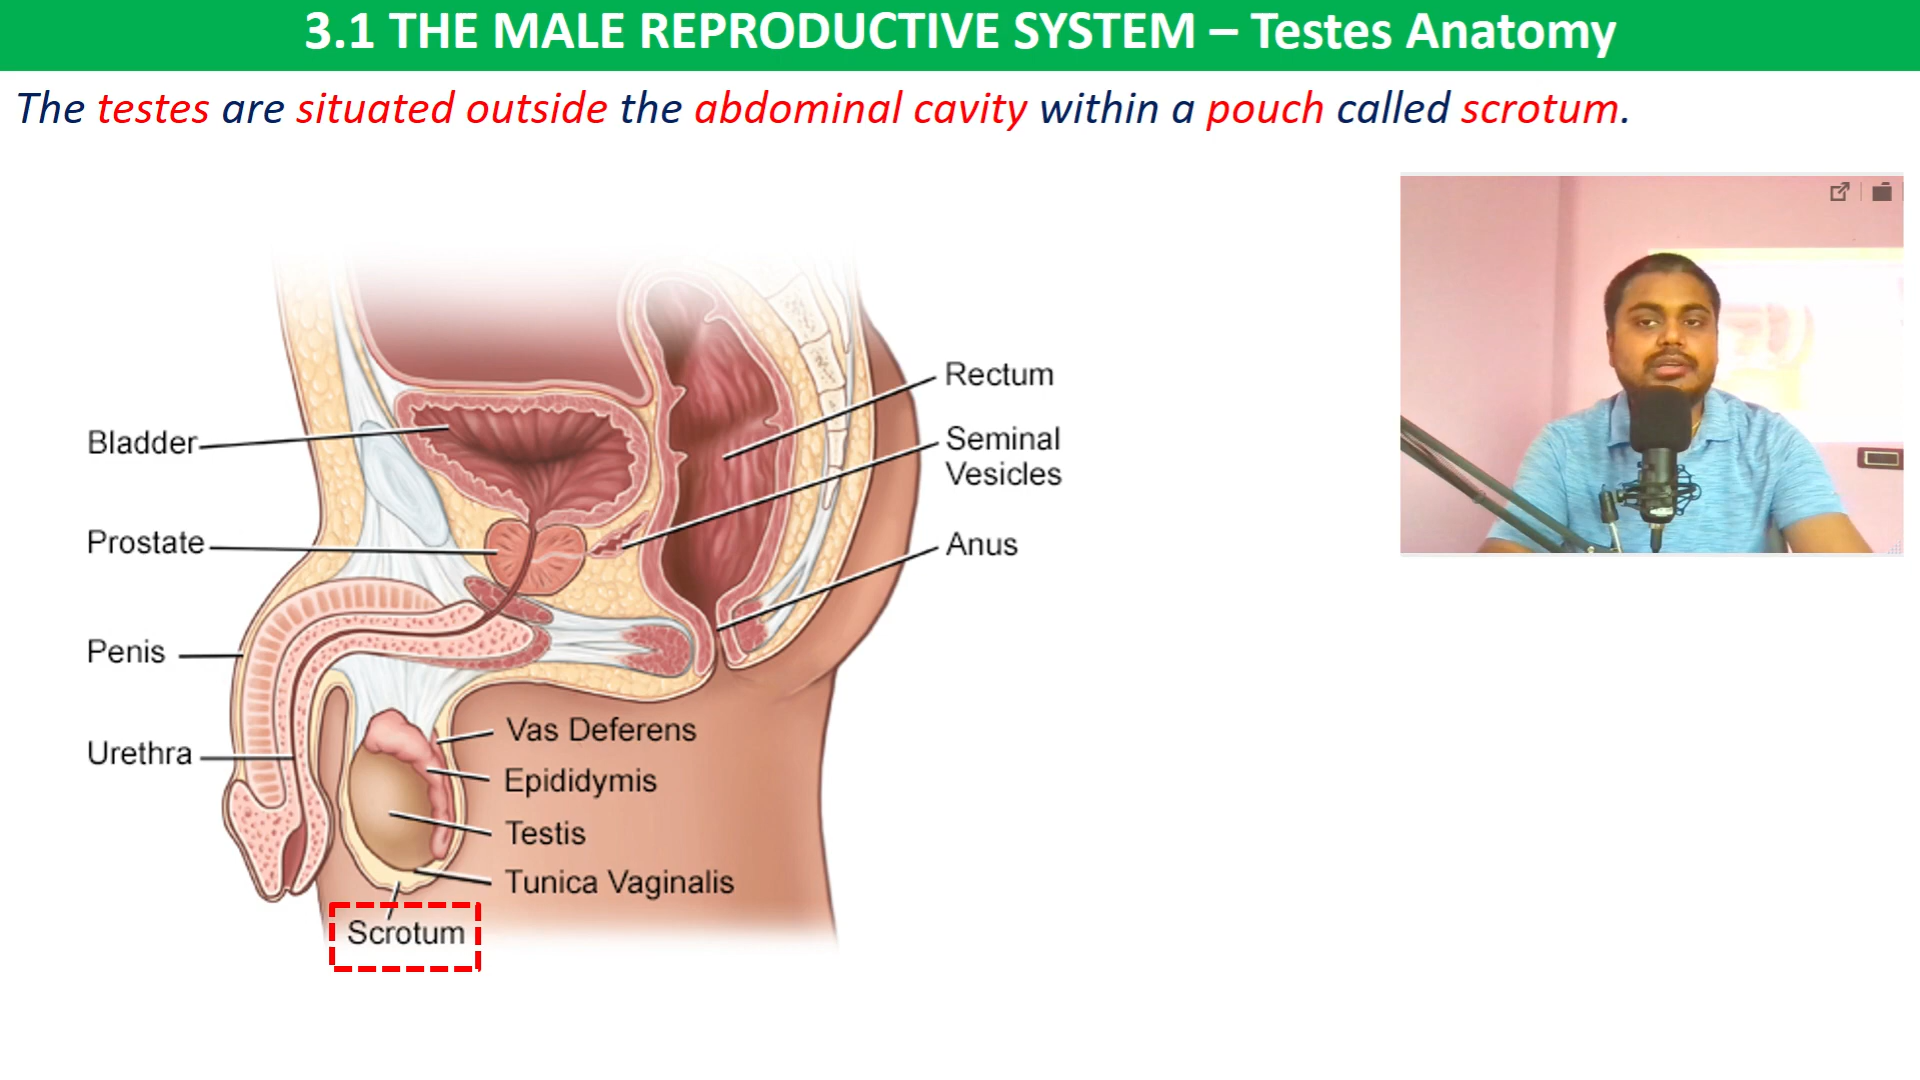 3.1 THE MALE REPRODUCTIVE SYSTEM – Testes Anatomy
The testes are situated outside the abdominal cavity within a pouch called scrotum.
Rectum
Bladder
Seminal
Vesicles
Prostate
Anus
Penis
Urethra
Vas Deferens
Epididymis
Testis
Tunica Vaginalis
Scrotum